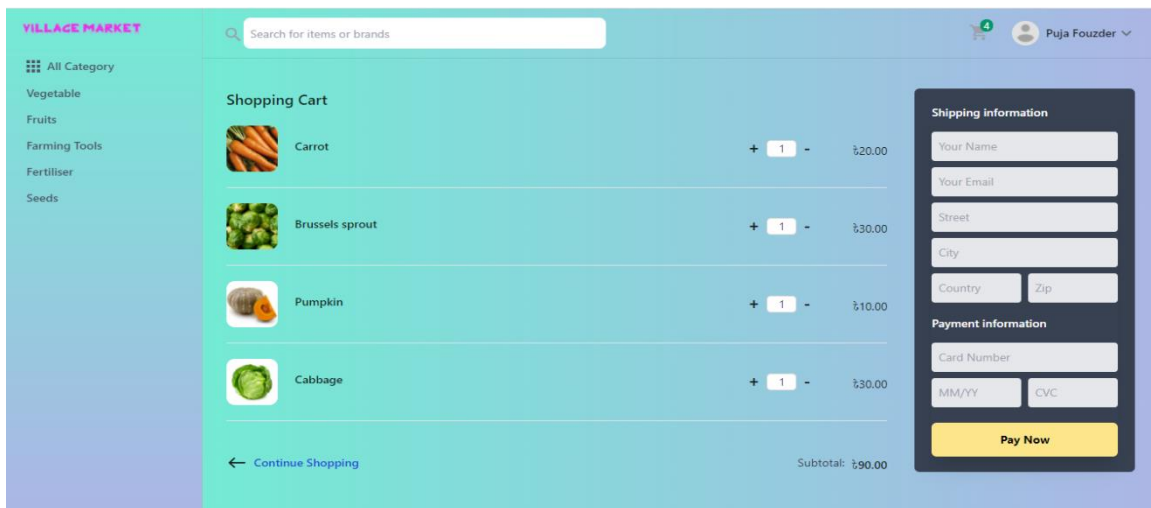 VILLAGE MARKET
Search for items or brands
4
Puja Fouzder
All Category
Vegetable
Fruits
Farming Tools
Fertiliser
Seeds
Shopping Cart
Carrot + 1 - ৳20.00
Brussels sprout + 1 - ৳30.00
Pumpkin + 1 - ৳10.00
Cabbage + 1 - ৳30.00
Continue Shopping
Subtotal: ৳90.00
Shipping information
Your Name
Your Email
Street
City
Country Zip
Payment information
Card Number
MM/YY CVC
Pay Now